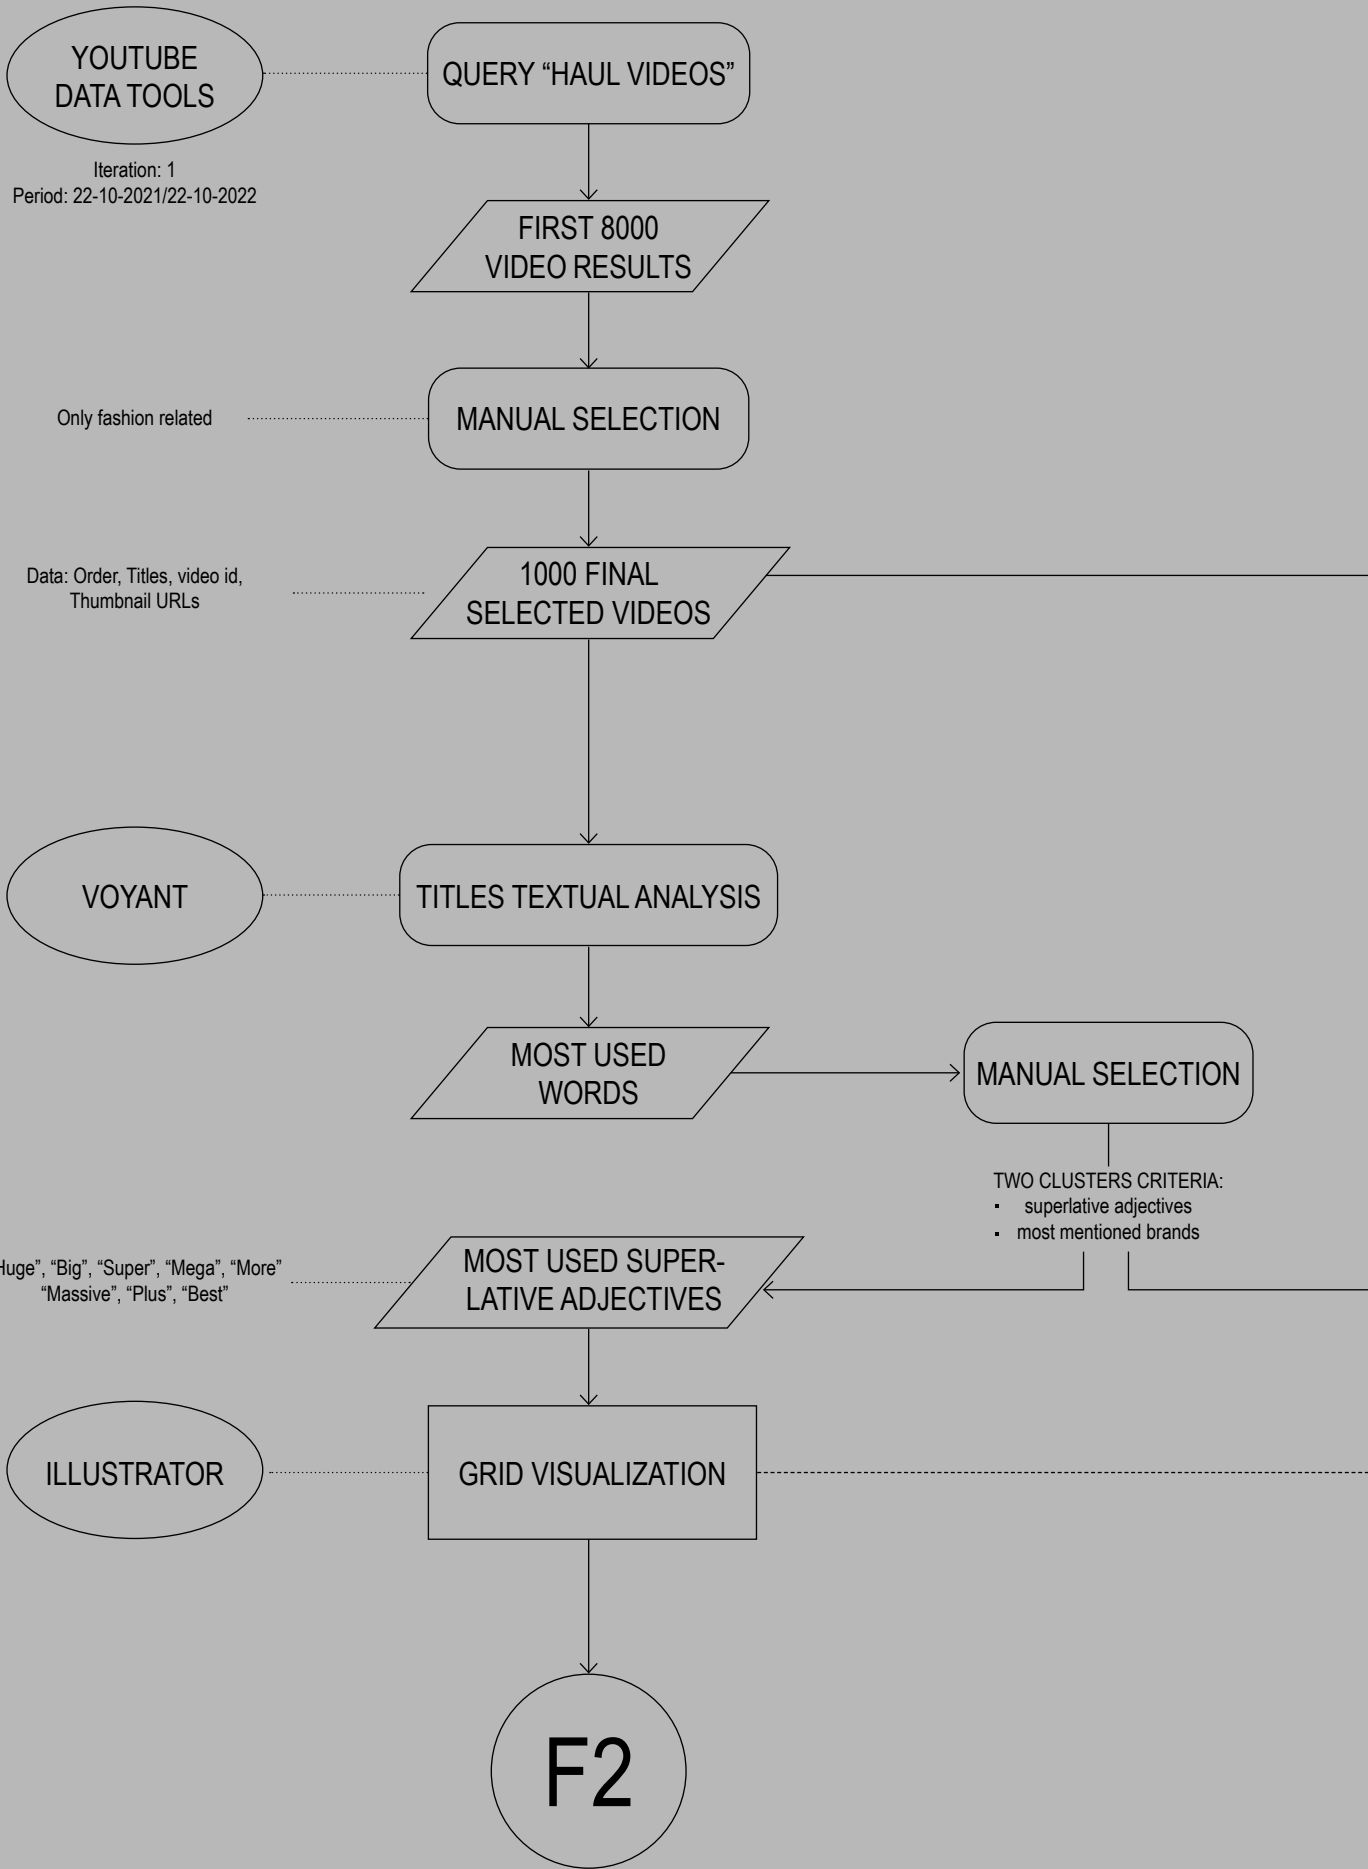 YOUTUBE
DATA TOOLS
QUERY “HAUL VIDEOS”
Iteration: 1
Period: 22-10-2021/22-10-2022
FIRST 8000
VIDEO RESULTS
Only fashion related
MANUAL SELECTION
Data: Order, Titles, video id,
Thumbnail URLs
1000 FINAL
SELECTED VIDEOS
VOYANT
TITLES TEXTUAL ANALYSIS
MOST USED
WORDS
MANUAL SELECTION
TWO CLUSTERS CRITERIA:
▪ superlative adjectives
▪ most mentioned brands
Huge”, “Big”, “Super”, “Mega”, “More”
“Massive”, “Plus”, “Best”
MOST USED SUPER-
LATIVE ADJECTIVES
ILLUSTRATOR
GRID VISUALIZATION
F2